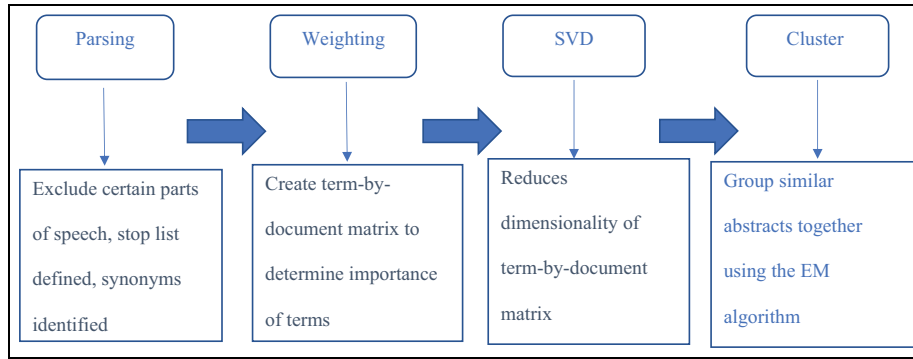 Parsing
Weighting
SVD
Cluster
Exclude certain parts
of speech, stop list
defined, synonyms
identified
Create term-by-
document matrix to
determine importance
of terms
Reduces
dimensionality of
term-by-document
matrix
Group similar
abstracts together
using the EM
algorithm